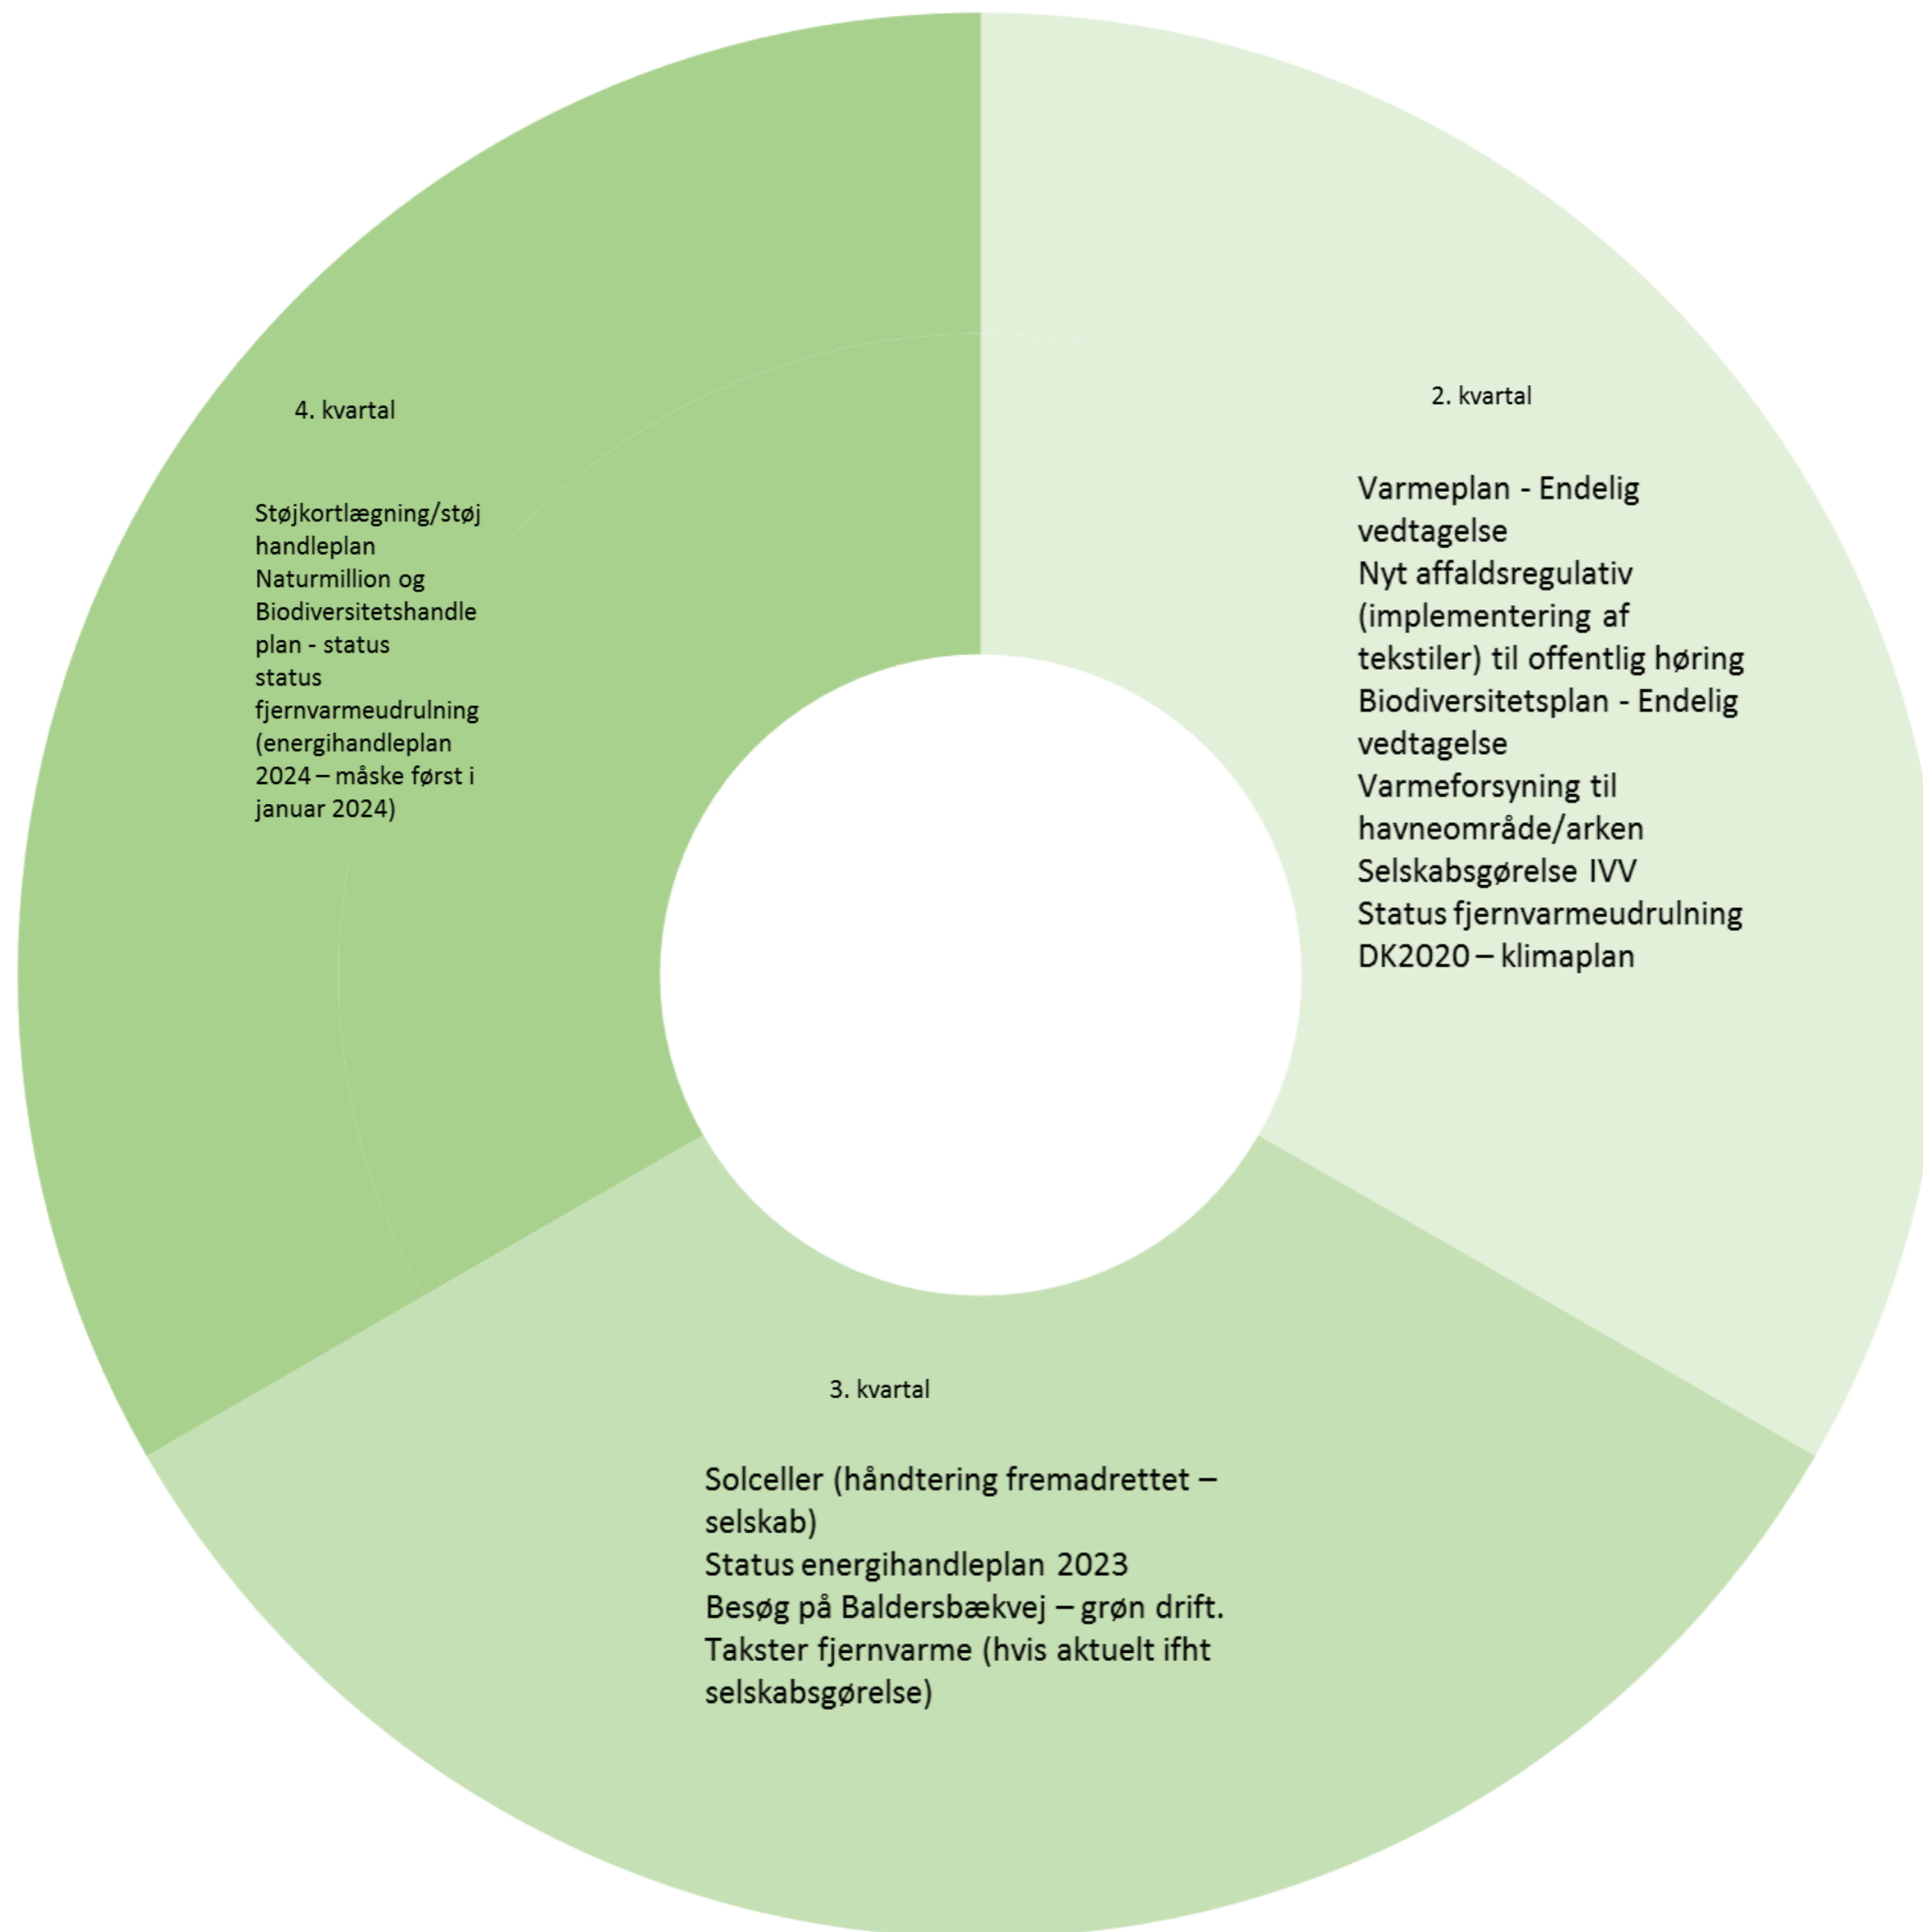 4. kvartal
Støjkortlægning/støj
handleplan
Naturmillion og
Biodiversitetshandle
plan - status
status
fjernvarmeudrulning
(energihandleplan
2024 – måske først i
januar 2024)
2. kvartal
Varmeplan - Endelig
vedtagelse
Nyt affaldsregulativ
(implementering af
tekstiler) til offentlig høring
Biodiversitetsplan - Endelig
vedtagelse
Varmeforsyning til
havneområde/arken
Selskabsgørelse IVV
Status fjernvarmeudrulning
DK2020 – klimaplan
3. kvartal
Solceller (håndtering fremadrettet –
selskab)
Status energihandleplan 2023
Besøg på Baldersbækvej – grøn drift.
Takster fjernvarme (hvis aktuelt ifht
selskabsgørelse)